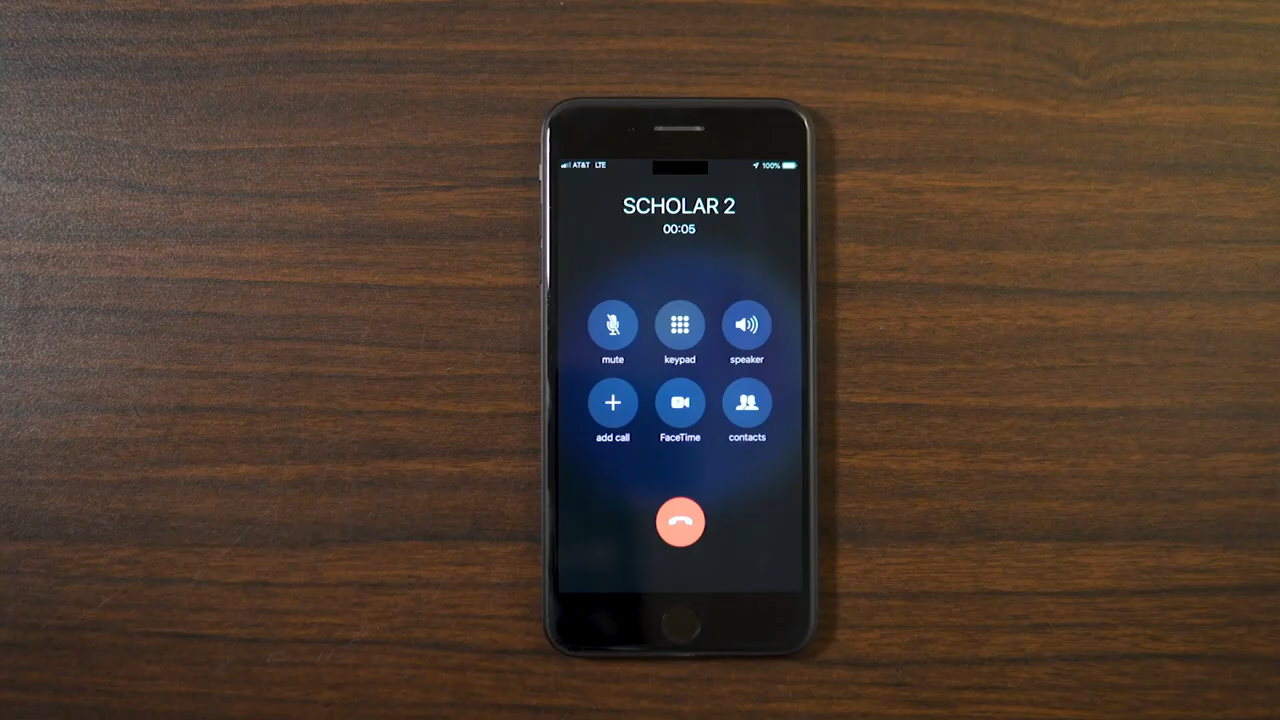 AT&T LTE 100%
SCHOLAR 2
00:05
mute keypad speaker
add call FaceTime contacts